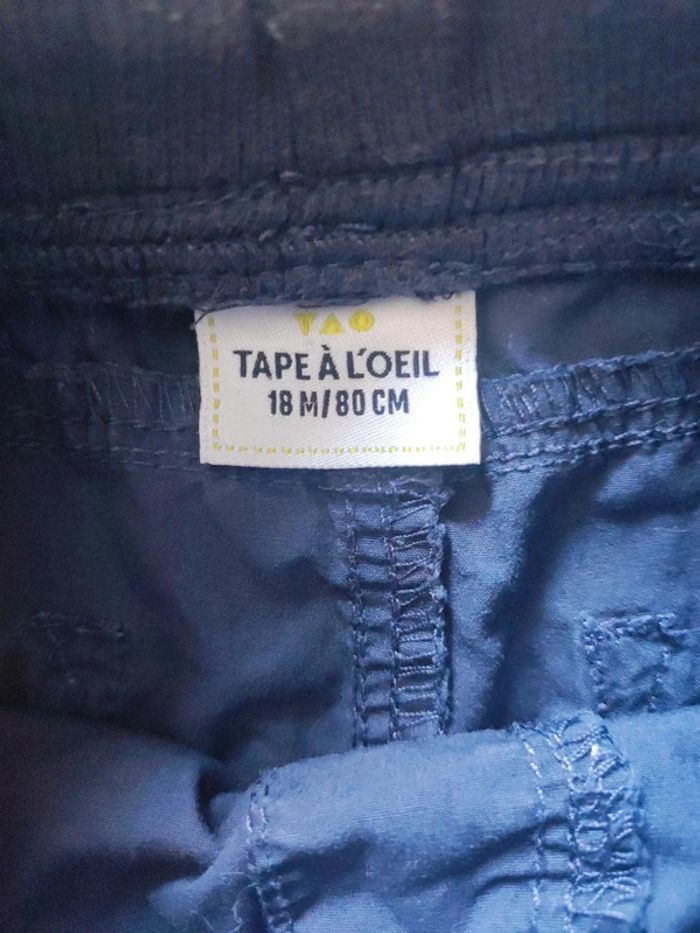 TAO
TAPE À L'OEIL
18 M/80 CM